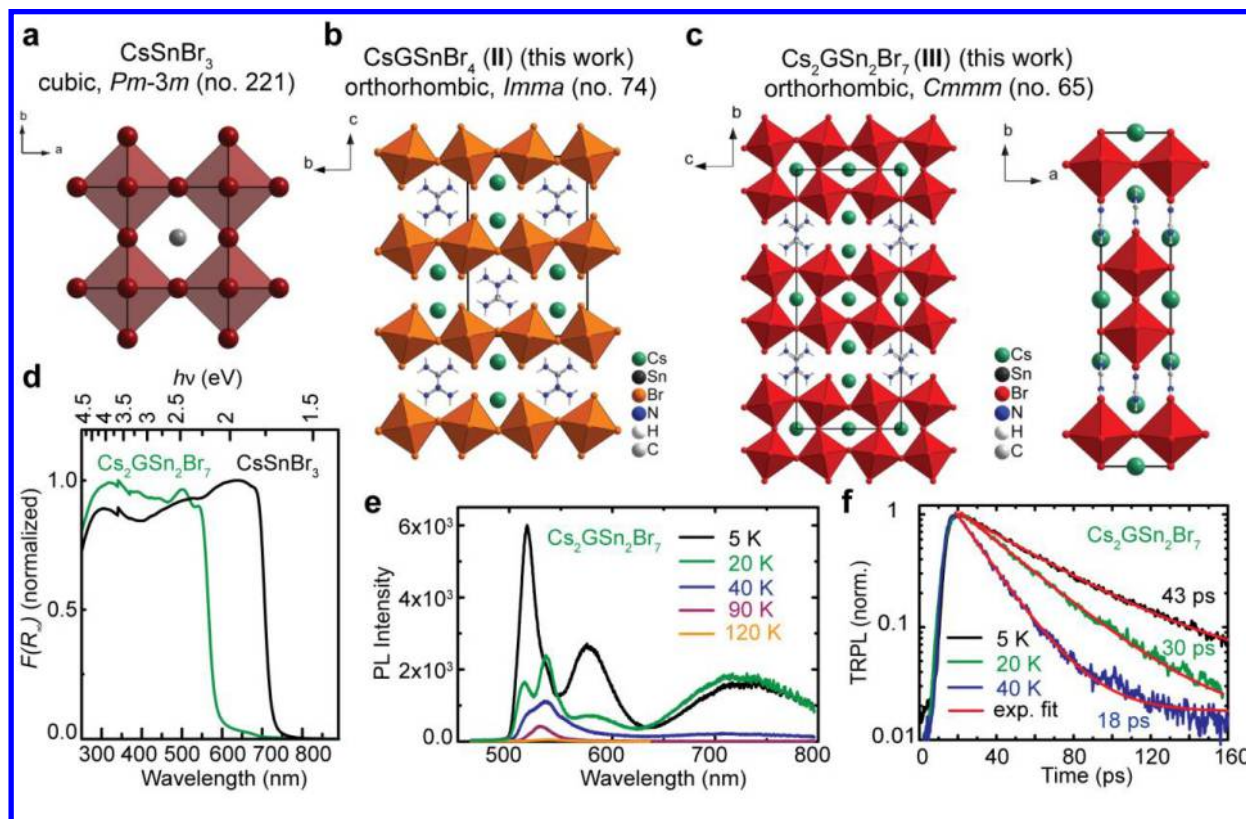 a
CsSnBr₃
cubic, Pm-3m (no. 221)
b
a
b
CsGSnBr₄ (II) (this work)
orthorhombic, Imma (no. 74)
c
b
Cs
Sn
Br
N
H
C
c
Cs₂GSn₂Br₇ (III) (this work)
orthorhombic, Cmmm (no. 65)
b
c
b
a
Cs
Sn
Br
N
H
C
d
hν (eV)
4.5 4 3.5 3 2.5 2 1.5
Cs₂GSn₂Br₇ CsSnBr₃
F(R∞) (normalized)
1.0
0.5
0.0
300 400 500 600 700 800
Wavelength (nm)
e
Cs₂GSn₂Br₇
5 K
20 K
40 K
90 K
120 K
PL Intensity
6x10³
4x10³
2x10³
0.0
500 600 700 800
Wavelength (nm)
f
Cs₂GSn₂Br₇
43 ps
30 ps
18 ps
5 K
20 K
40 K
exp. fit
TRPL (norm.)
1
0.1
0.01
0 40 80 120 160
Time (ps)